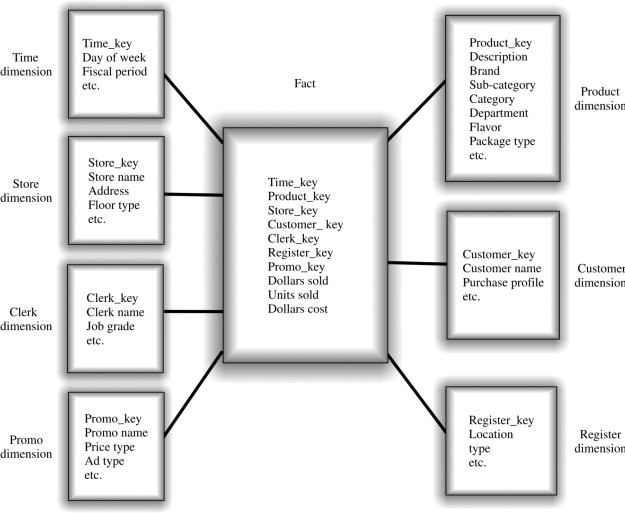 Time
dimension
Time_key
Day of week
Fiscal period
etc.
Store
dimension
Store_key
Store name
Address
Floor type
etc.
Clerk
dimension
Clerk_key
Clerk name
Job grade
etc.
Promo
dimension
Promo_key
Promo name
Price type
Ad type
etc.
Fact
Time_key
Product_key
Store_key
Customer_ key
Clerk_key
Register_key
Promo_key
Dollars sold
Units sold
Dollars cost
Product_key
Description
Brand
Sub-category
Category
Department
Flavor
Package type
etc.
Product
dimension
Customer_key
Customer name
Purchase profile
etc.
Customer
dimension
Register_key
Location
type
etc.
Register
dimension